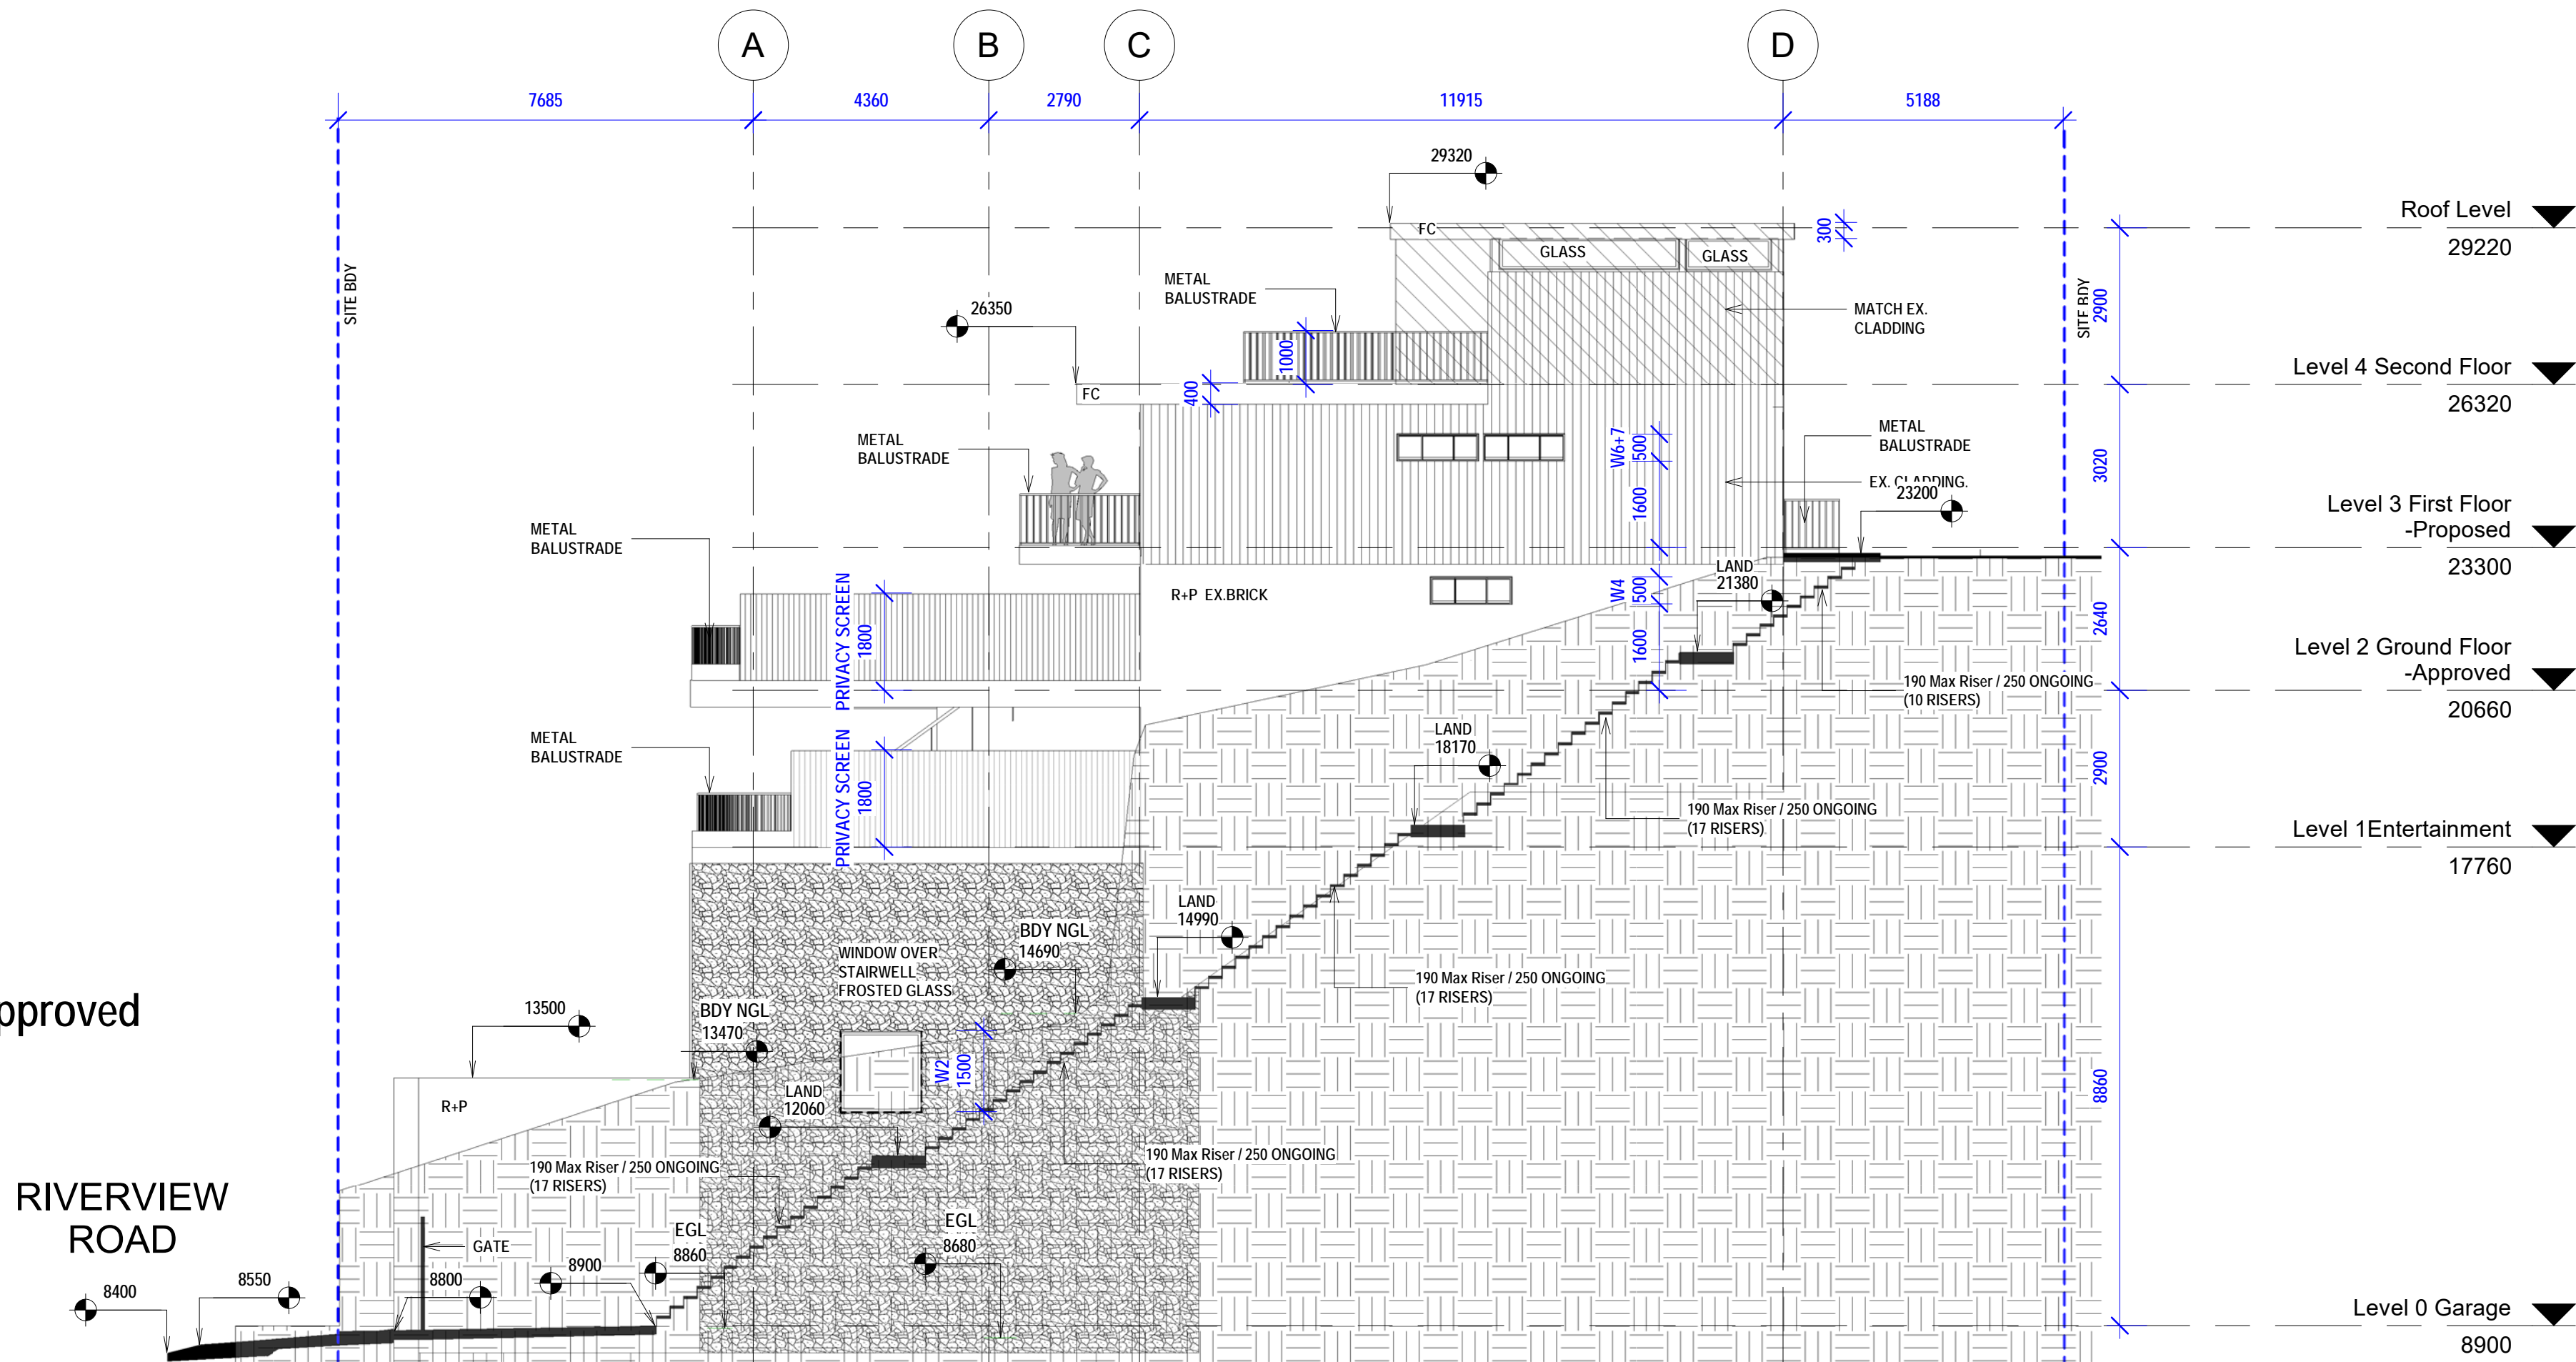 A
B
C
D
7685
4360
2790
11915
5188
29320
Roof Level
29220
FC
300
GLASS
GLASS
SITE BDY
SITE BDY
METAL
BALUSTRADE
2900
MATCH EX.
CLADDING
26350
1000
Level 4 Second Floor
26320
FC
400
METAL
BALUSTRADE
METAL
BALUSTRADE
W6+7
500
3020
EX. CLADDING.
23200
1600
Level 3 First Floor
-Proposed
23300
METAL
BALUSTRADE
LAND
21380
R+P EX.BRICK
W4
500
2640
PRIVACY SCREEN
1800
1600
Level 2 Ground Floor
-Approved
20660
190 Max Riser / 250 ONGOING
(10 RISERS)
METAL
BALUSTRADE
LAND
18170
PRIVACY SCREEN
1800
2900
190 Max Riser / 250 ONGOING
(17 RISERS)
Level 1Entertainment
17760
LAND
14990
BDY NGL
14690
WINDOW OVER
STAIRWELL
FROSTED GLASS
190 Max Riser / 250 ONGOING
(17 RISERS)
pproved
13500
BDY NGL
13470
W2
1500
8860
LAND
12060
R+P
190 Max Riser / 250 ONGOING
(17 RISERS)
190 Max Riser / 250 ONGOING
(17 RISERS)
RIVERVIEW
ROAD
EGL
8860
EGL
8680
GATE
8900
8800
8550
8400
Level 0 Garage
8900